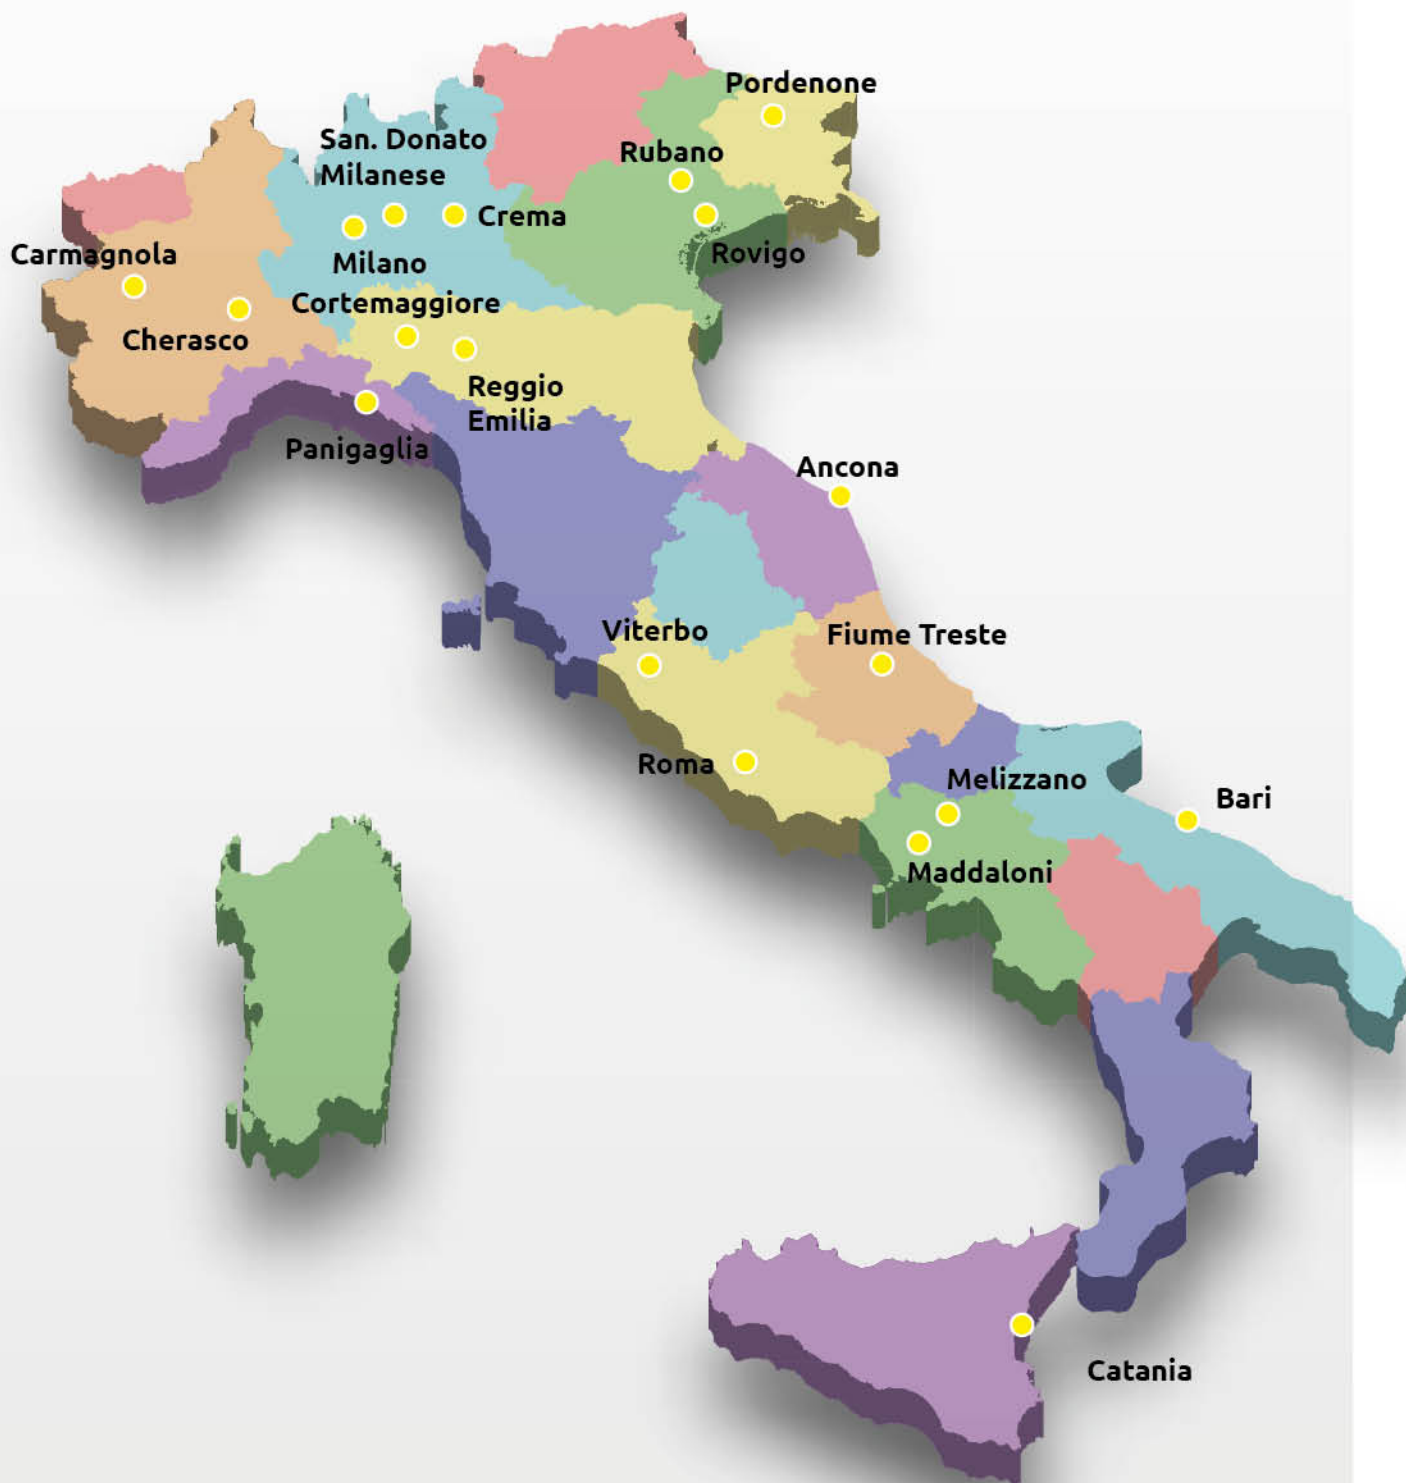 Pordenone
San. Donato
Milanese
Rubano
Crema
Carmagnola
Rovigo
Milano
Cortemaggiore
Cherasco
Reggio
Emilia
Panigaglia
Ancona
Viterbo
Fiume Treste
Roma
Melizzano
Bari
Maddaloni
Catania